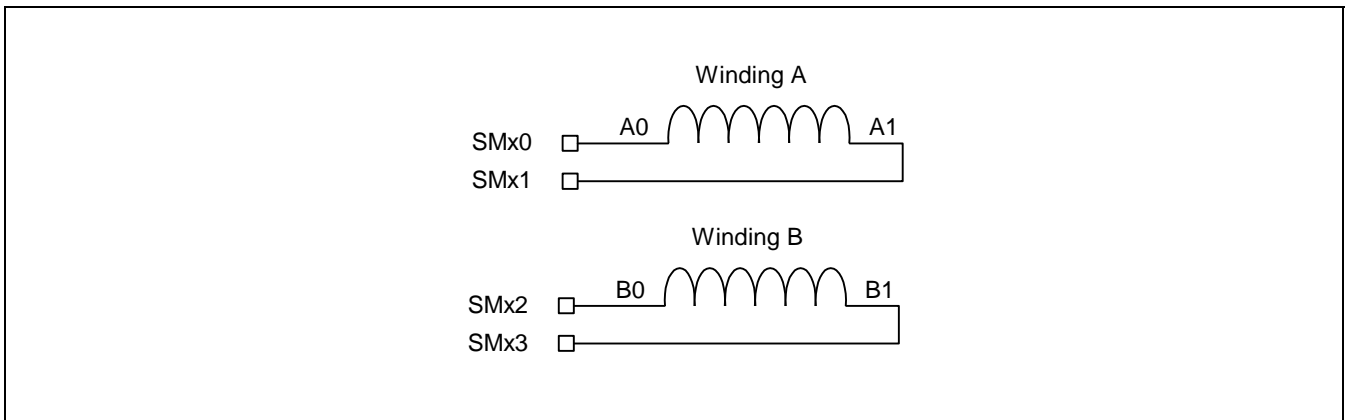 Winding A
SMx0 A0 A1
SMx1
Winding B
SMx2 B0 B1
SMx3